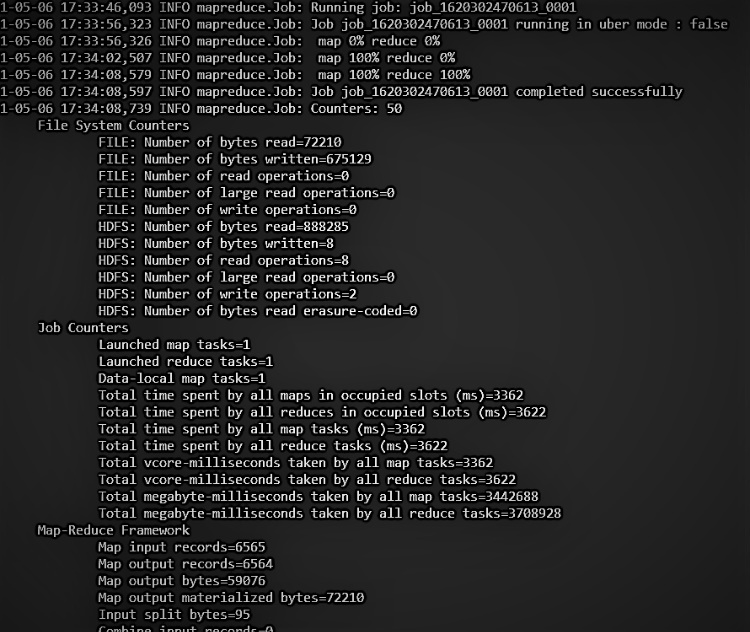 1-05-06 17:33:46,093 INFO mapreduce.Job: Running job: job_1620302470613_0001
1-05-06 17:33:56,323 INFO mapreduce.Job: Job job_1620302470613_0001 running in uber mode : false
1-05-06 17:33:56,326 INFO mapreduce.Job:  map 0% reduce 0%
1-05-06 17:34:02,507 INFO mapreduce.Job:  map 100% reduce 0%
1-05-06 17:34:08,579 INFO mapreduce.Job:  map 100% reduce 100%
1-05-06 17:34:08,597 INFO mapreduce.Job: Job job_1620302470613_0001 completed successfully
1-05-06 17:34:08,739 INFO mapreduce.Job: Counters: 50
File System Counters
FILE: Number of bytes read=72210
FILE: Number of bytes written=675129
FILE: Number of read operations=0
FILE: Number of large read operations=0
FILE: Number of write operations=0
HDFS: Number of bytes read=888285
HDFS: Number of bytes written=8
HDFS: Number of read operations=8
HDFS: Number of large read operations=0
HDFS: Number of write operations=2
HDFS: Number of bytes read erasure-coded=0
Job Counters
Launched map tasks=1
Launched reduce tasks=1
Data-local map tasks=1
Total time spent by all maps in occupied slots (ms)=3362
Total time spent by all reduces in occupied slots (ms)=3622
Total time spent by all map tasks (ms)=3362
Total time spent by all reduce tasks (ms)=3622
Total vcore-milliseconds taken by all map tasks=3362
Total vcore-milliseconds taken by all reduce tasks=3622
Total megabyte-milliseconds taken by all map tasks=3442688
Total megabyte-milliseconds taken by all reduce tasks=3708928
Map-Reduce Framework
Map input records=6565
Map output records=6564
Map output bytes=59076
Map output materialized bytes=72210
Input split bytes=95
Combine input records=0